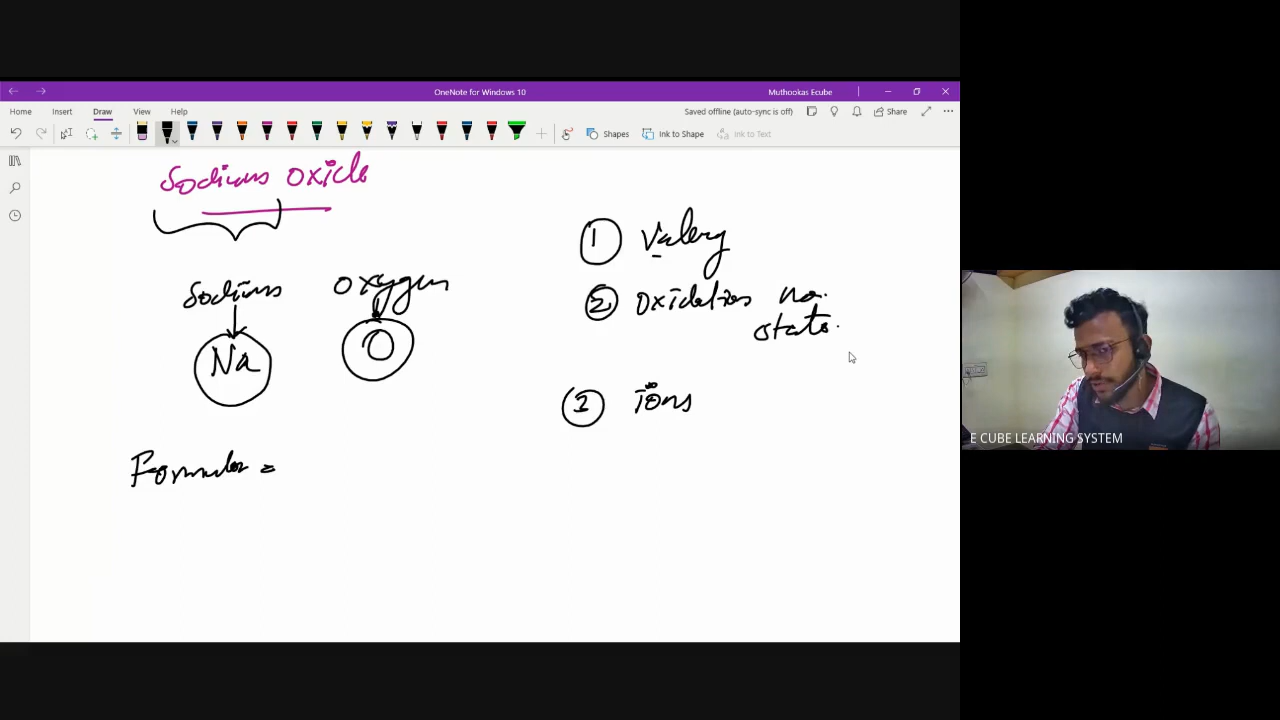 OneNote for Windows 10
Muthookas Ecube
Home Insert Draw View Help
Saved offline (auto-sync is off)
Share
Shapes
Ink to Shape
Ink to Text
Sodium oxide
Sodium oxygen
Na O
Formula =
1 Valency
2 oxidation no.
state.
ions
E CUBE LEARNING SYSTEM